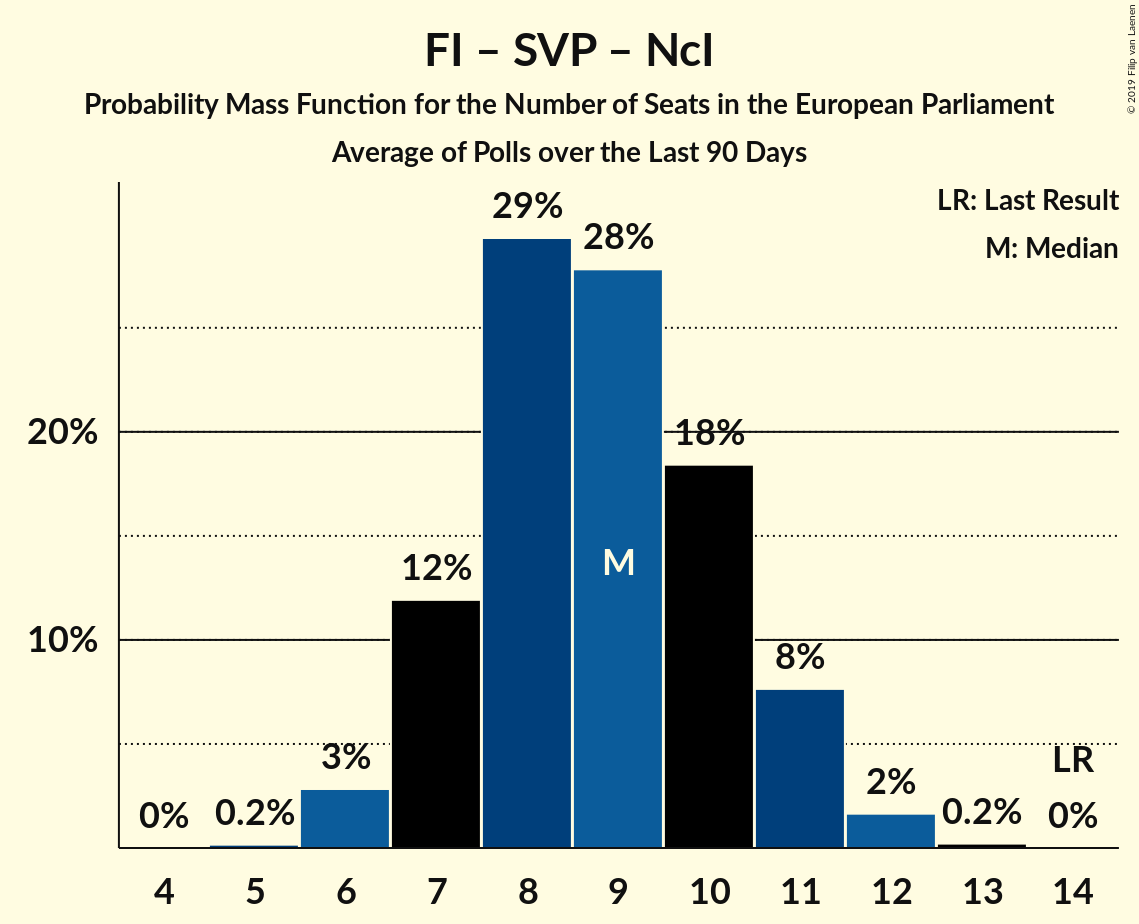 FI – SVP – NcI
Probability Mass Function for the Number of Seats in the European Parliament
Average of Polls over the Last 90 Days
© 2019 Filip van Laenen
LR: Last Result
M: Median
29%
28%
20%
18%
M
12%
10%
8%
3%
2%
LR
0%
0.2%
0.2%
0%
4 5 6 7 8 9 10 11 12 13 14